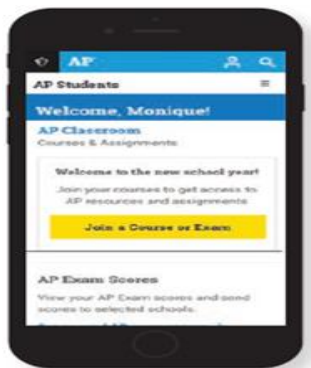 AP
AP Students
Welcome, Monique!
AP Classroom
Courses & Assignments
Welcome to the new school year!
Join your courses to get access to
AP resources and assignments
Join a Course or Exam
AP Exam Scores
View your AP Exam scores and send
scores to selected schools.